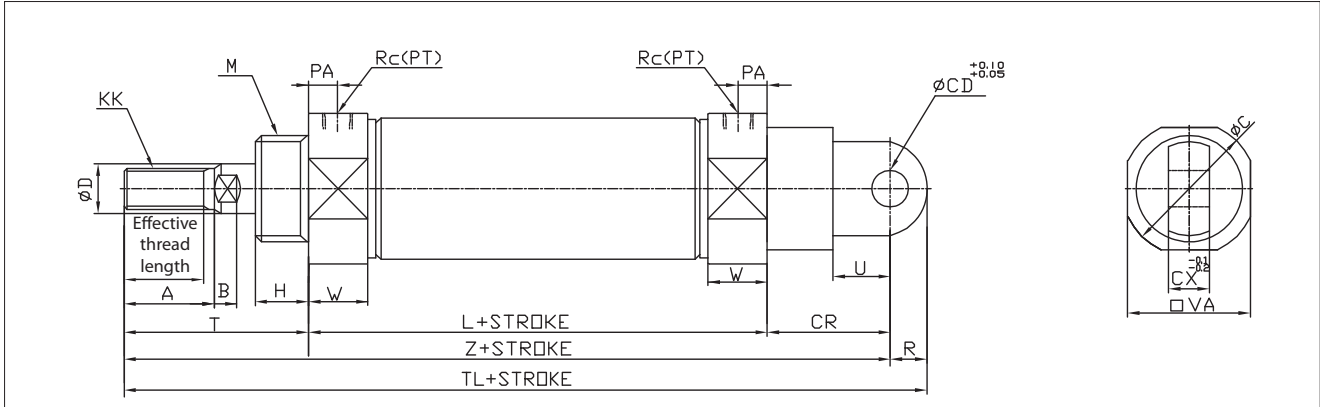 M
PA
Rc(PT)
Rc(PT)
PA
øCD +0.10 +0.05
KK
øC
øD
Effective
thread
length
A
B
H
W
W
U
CX -0.1 -0.2
□VA
T
L+STROKE
CR
Z+STROKE
R
TL+STROKE